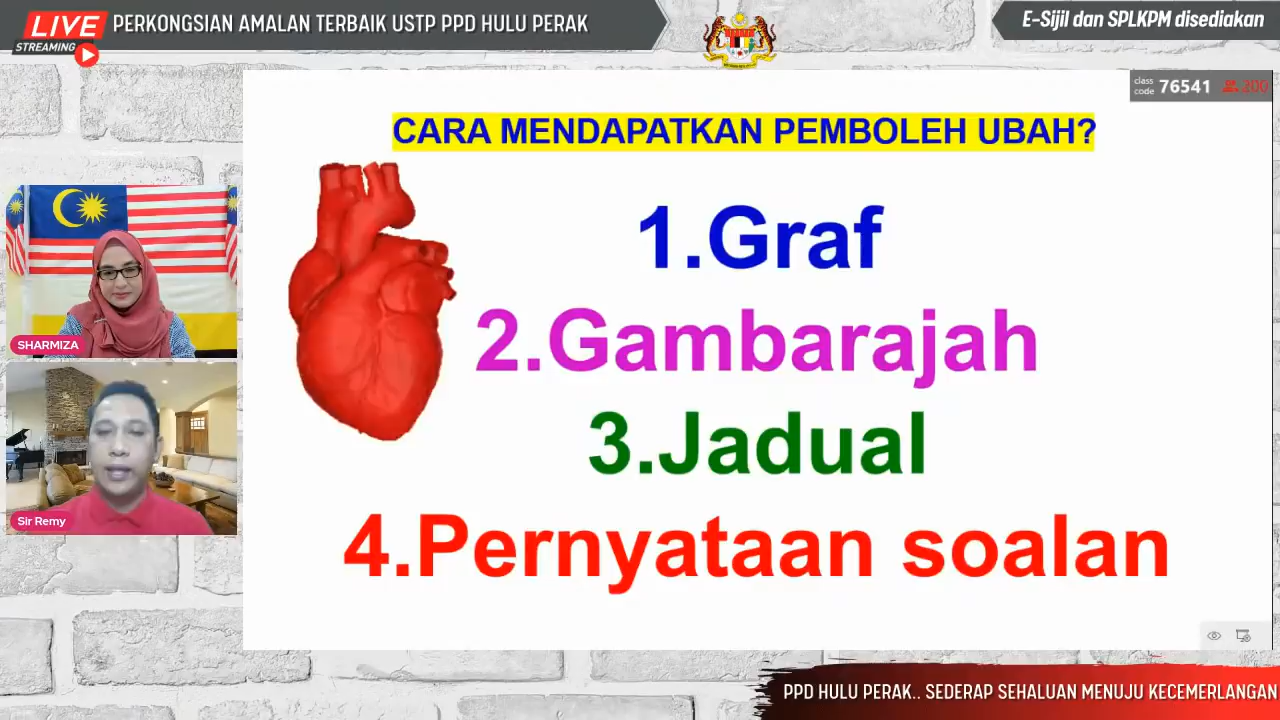 LIVE
STREAMING
PERKONGSIAN AMALAN TERBAIK USTP PPD HULU PERAK
E-Sijil dan SPLKPM disediakan
class
code 76541 200
CARA MENDAPATKAN PEMBOLEH UBAH?
1.Graf
2.Gambarajah
3.Jadual
4.Pernyataan soalan
SHARMIZA
Sir Remy
PPD HULU PERAK.. SEDERAP SEHALUAN MENUJU KECEMERLANGAN